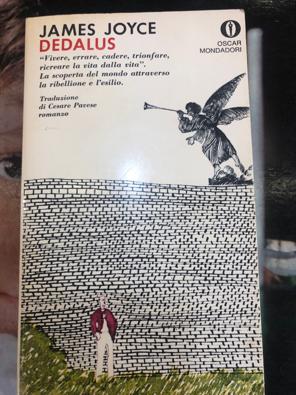 JAMES JOYCE
DEDALUS
“Vivere, errare, cadere, trionfare,
ricreare la vita dalla vita”.
La scoperta del mondo attraverso
la ribellione e l'esilio.
Traduzione
di Cesare Pavese
romanzo
OSCAR
MONDADORI